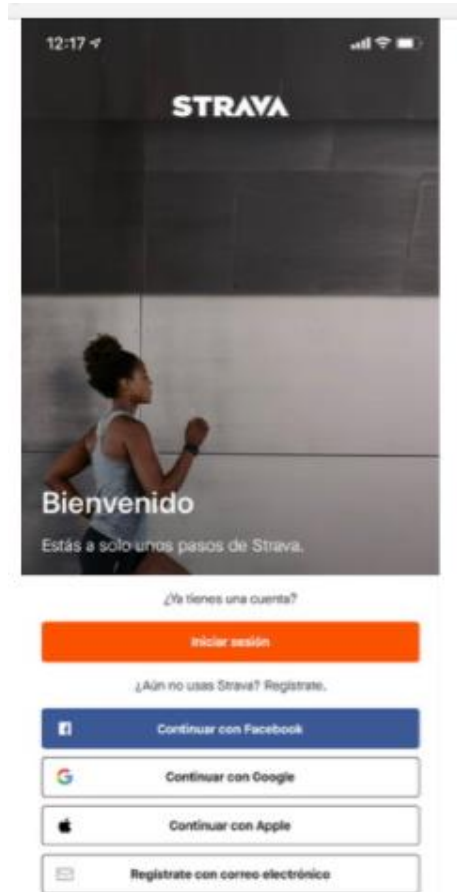 12:17
STRAVA
Bienvenido
Estás a solo unos pasos de Strava.
¿Ya tienes una cuenta?
Iniciar sesión
¿Aún no usas Strava? Regístrate.
Continuar con Facebook
Continuar con Google
Continuar con Apple
Regístrate con correo electrónico